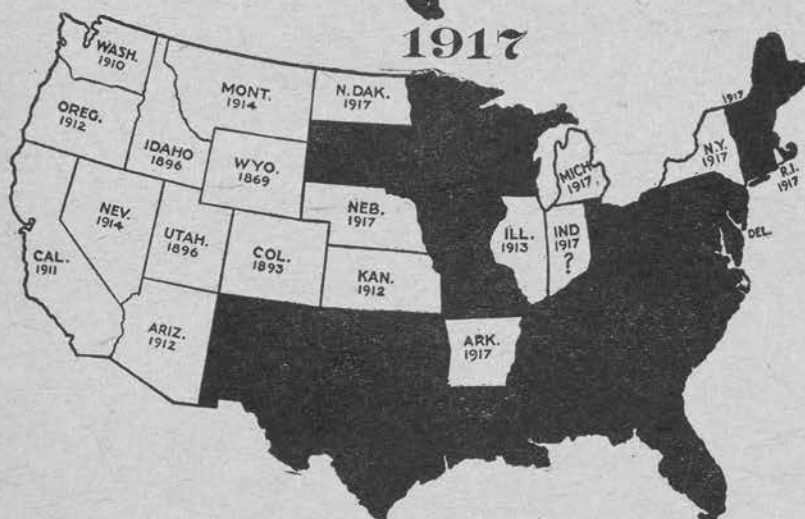 1917
WASH.
1910
MONT.
1914
N. DAK.
1917
OREG.
1912
IDAHO
1896
WYO.
1869
1917
N.Y.
1917
R.I.
1917
MICH.
1917
NEB.
1917
NEV.
1914
UTAH.
1896
COL.
1893
ILL.
1913
IND
1917
?
DEL.
CAL.
1911
KAN.
1912
ARIZ.
1912
ARK.
1917